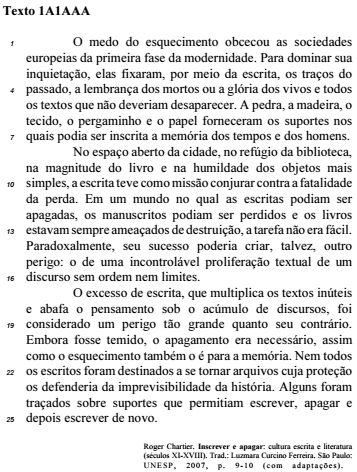 Texto 1A1AAA
1 O medo do esquecimento obcecou as sociedades
europeias da primeira fase da modernidade. Para dominar sua
inquietação, elas fixaram, por meio da escrita, os traços do
4 passado, a lembrança dos mortos ou a glória dos vivos e todos
os textos que não deveriam desaparecer. A pedra, a madeira, o
tecido, o pergaminho e o papel forneceram os suportes nos
7 quais podia ser inscrita a memória dos tempos e dos homens.
No espaço aberto da cidade, no refúgio da biblioteca,
na magnitude do livro e na humildade dos objetos mais
10 simples, a escrita teve como missão conjurar contra a fatalidade
da perda. Em um mundo no qual as escritas podiam ser
apagadas, os manuscritos podiam ser perdidos e os livros
13 estavam sempre ameaçados de destruição, a tarefa não era fácil.
Paradoxalmente, seu sucesso poderia criar, talvez, outro
perigo: o de uma incontrolável proliferação textual de um
16 discurso sem ordem nem limites.
O excesso de escrita, que multiplica os textos inúteis
e abafa o pensamento sob o acúmulo de discursos, foi
19 considerado um perigo tão grande quanto seu contrário.
Embora fosse temido, o apagamento era necessário, assim
como o esquecimento também o é para a memória. Nem todos
22 os escritos foram destinados a se tornar arquivos cuja proteção
os defenderia da imprevisibilidade da história. Alguns foram
traçados sobre suportes que permitiam escrever, apagar e
25 depois escrever de novo.
Roger Chartier. Inscrever e apagar: cultura escrita e literatura
(séculos XI-XVIII). Trad.: Luzmara Curcino Ferreira. São Paulo:
UNESP, 2007, p. 9-10 (com adaptações).